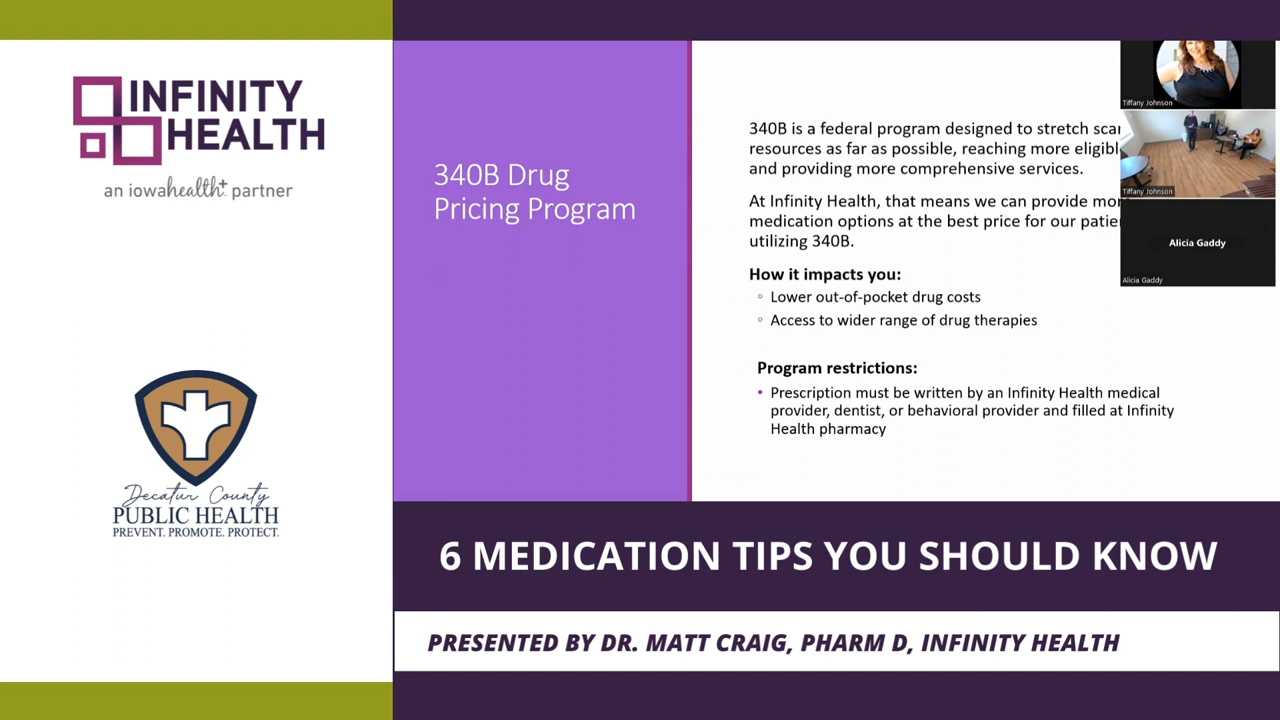 INFINITY
HEALTH
an iowahealth+ partner
Decatur County
PUBLIC HEALTH
PREVENT. PROMOTE. PROTECT.
340B Drug
Pricing Program
340B is a federal program designed to stretch
resources as far as possible, reaching more
and providing more comprehensive services.
At Infinity Health, that means we can provide
medication options at the best price for our
utilizing 340B.
How it impacts you:
◦ Lower out-of-pocket drug costs
◦ Access to wider range of drug therapies
Program restrictions:
• Prescription must be written by an Infinity Health medical
provider, dentist, or behavioral provider and filled at Infinity
Health pharmacy
Tiffany Johnson
Tiffany Johnson
Alicia Gaddy
Alicia Gaddy
6 MEDICATION TIPS YOU SHOULD KNOW
PRESENTED BY DR. MATT CRAIG, PHARM D, INFINITY HEALTH